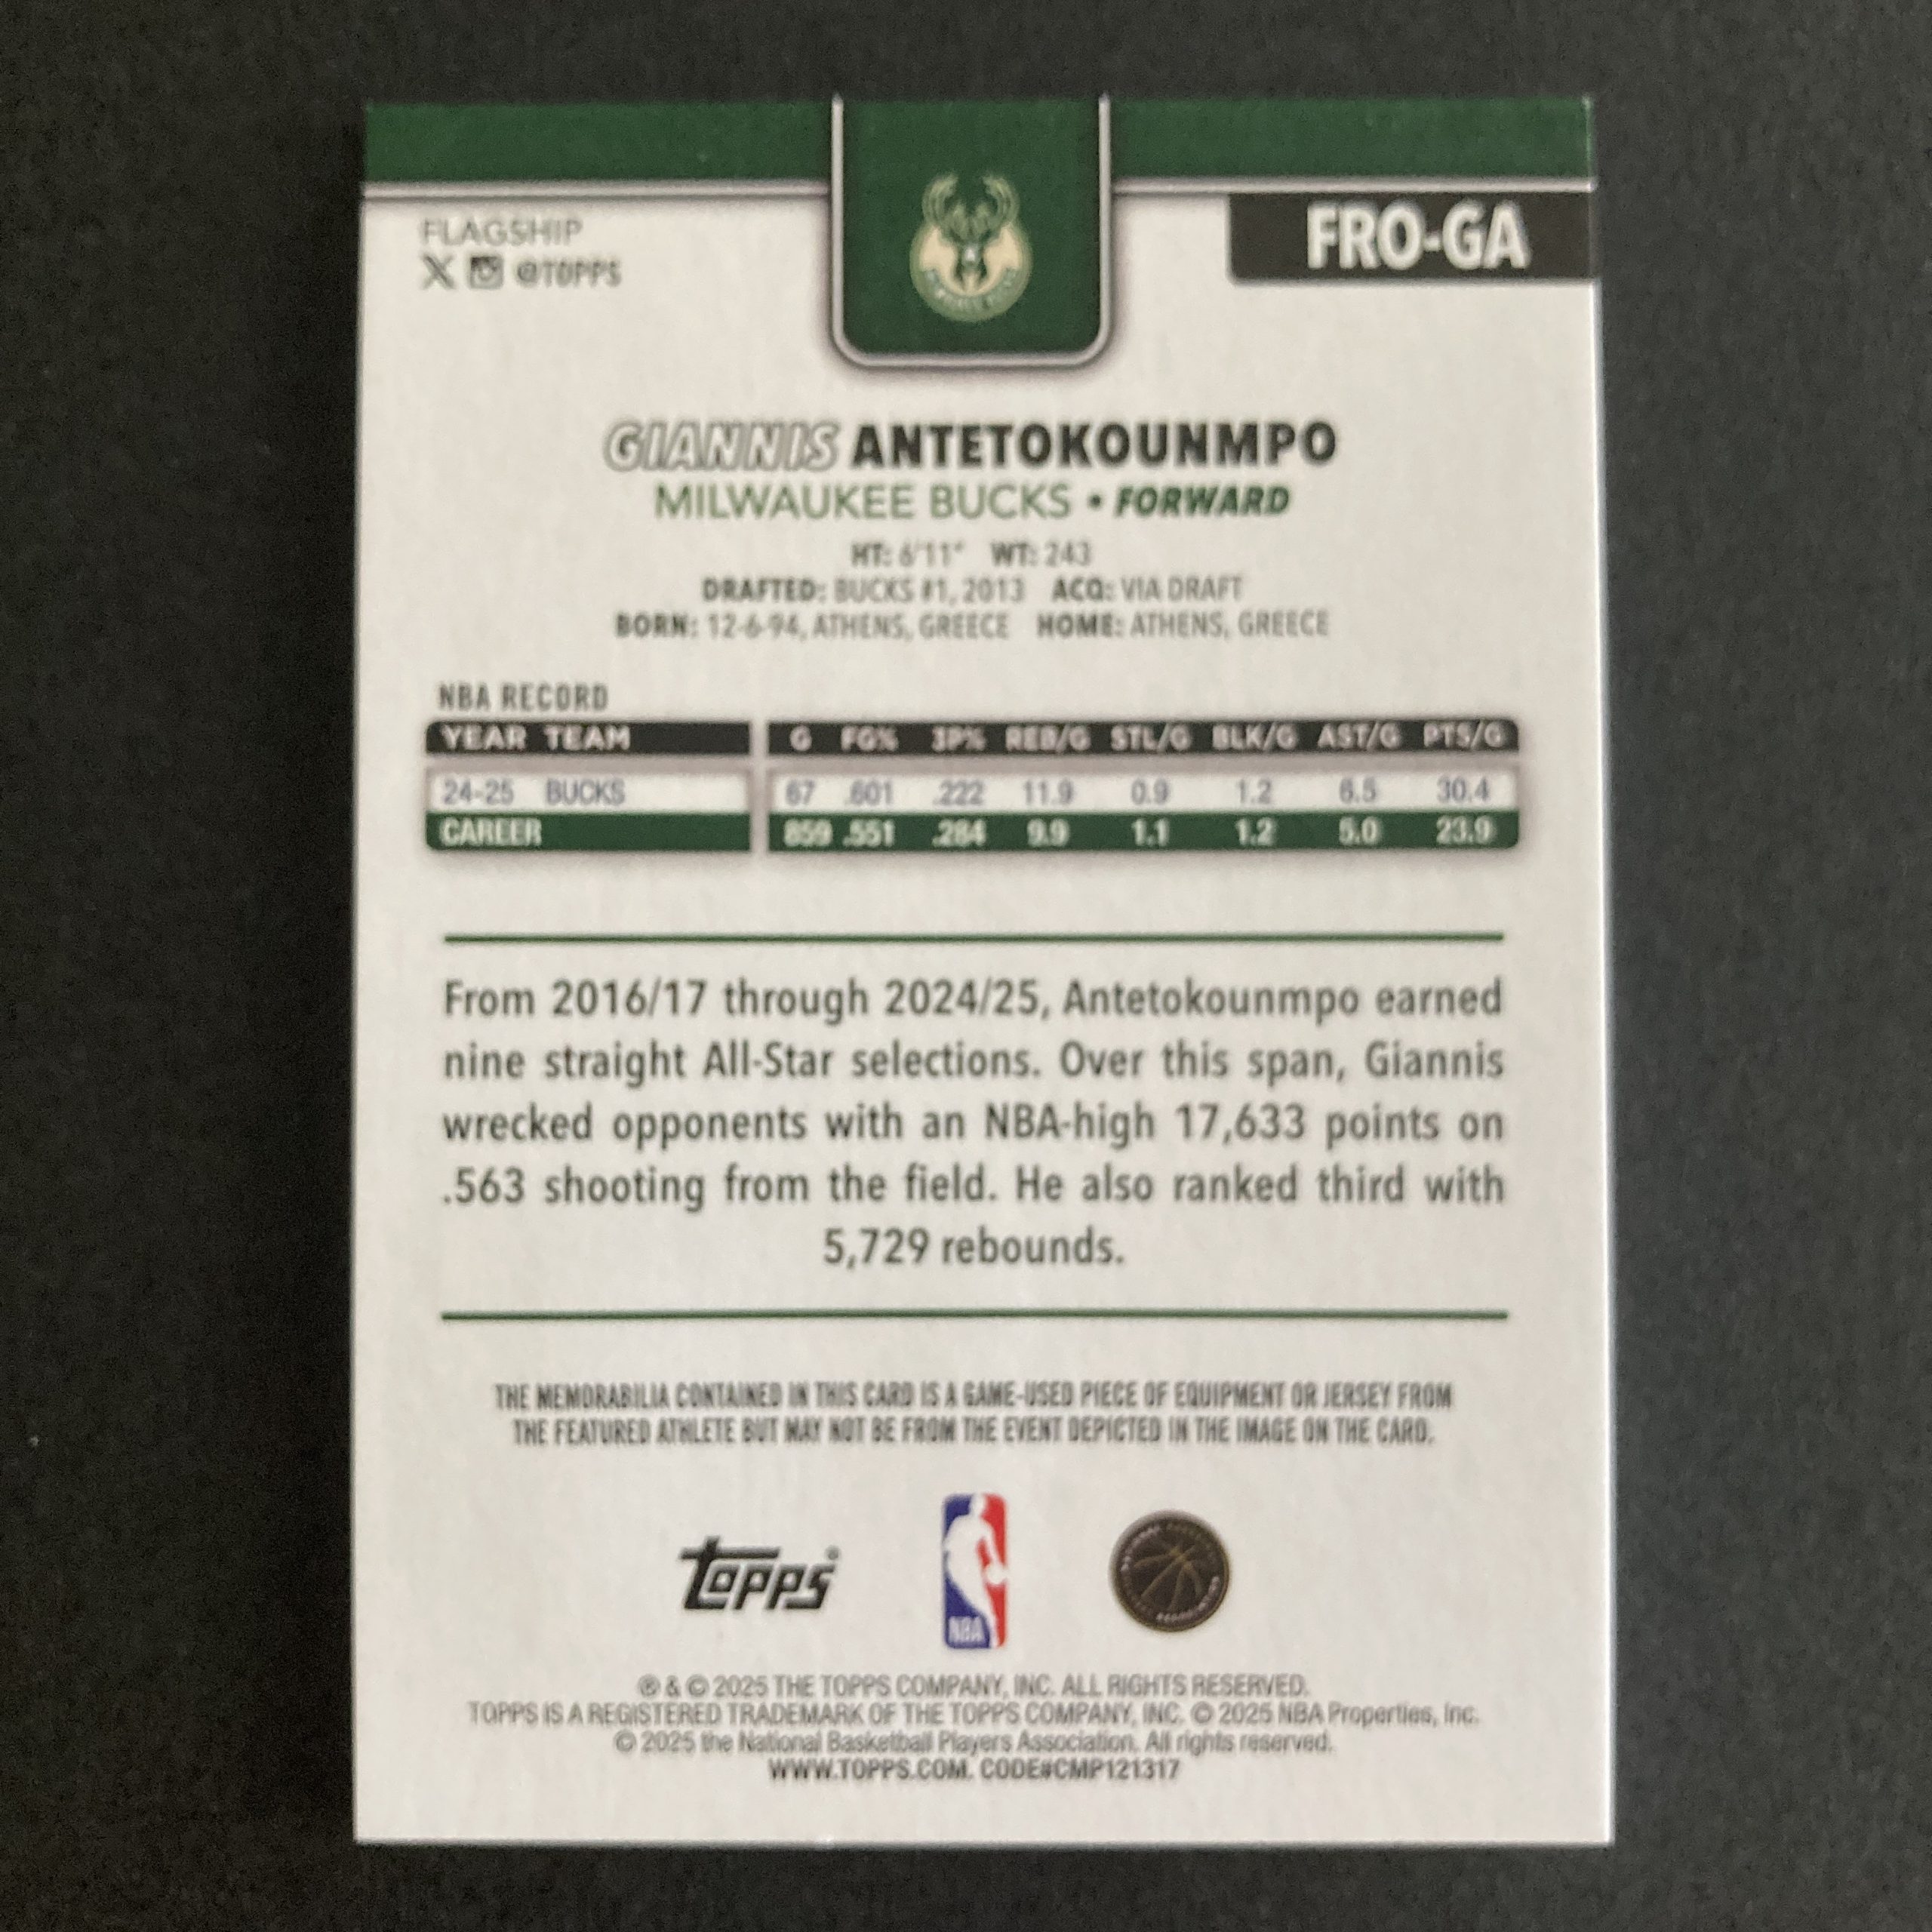 FLAGSHIP
X @TOPPS
FRO-GA
GIANNIS ANTETOKOUNMPO
MILWAUKEE BUCKS • FORWARD
HT: 6'11" WT: 243
DRAFTED: BUCKS #1, 2013 ACQ: VIA DRAFT
BORN: 12-6-94, ATHENS, GREECE HOME: ATHENS, GREECE
NBA RECORD
YEAR TEAM G FG% 3P% REB/G STL/G BLK/G AST/G PTS/G
24-25 BUCKS 67 .601 .222 11.9 0.9 1.2 6.5 30.4
CAREER 859 .551 .284 9.9 1.1 1.2 5.0 23.9
From 2016/17 through 2024/25, Antetokounmpo earned
nine straight All-Star selections. Over this span, Giannis
wrecked opponents with an NBA-high 17,633 points on
.563 shooting from the field. He also ranked third with
5,729 rebounds.
THE MEMORABILIA CONTAINED IN THIS CARD IS A GAME-USED PIECE OF EQUIPMENT OR JERSEY FROM
THE FEATURED ATHLETE BUT MAY NOT BE FROM THE EVENT DEPICTED IN THE IMAGE ON THE CARD.
topps®
NBA
® & © 2025 THE TOPPS COMPANY, INC. ALL RIGHTS RESERVED.
TOPPS IS A REGISTERED TRADEMARK OF THE TOPPS COMPANY, INC. © 2025 NBA Properties, Inc.
© 2025 the National Basketball Players Association. All rights reserved.
WWW.TOPPS.COM. CODE#CMP121317